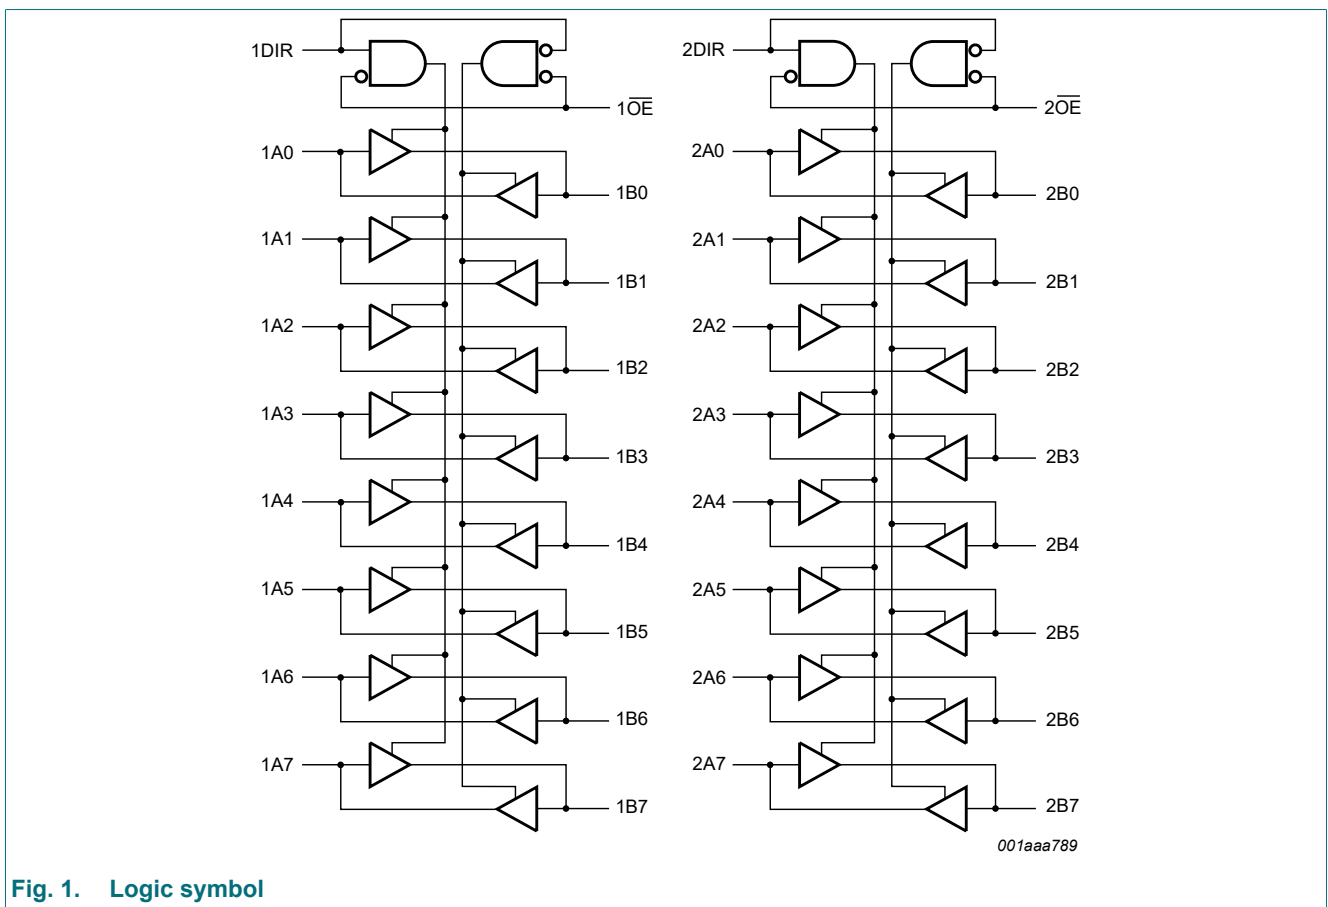 1DIR
2DIR
1O̅E̅
2O̅E̅
1A0
2A0
1B0
2B0
1A1
2A1
1B1
2B1
1A2
2A2
1B2
2B2
1A3
2A3
1B3
2B3
1A4
2A4
1B4
2B4
1A5
2A5
1B5
2B5
1A6
2A6
1B6
2B6
1A7
2A7
1B7
2B7
001aaa789
Fig. 1. Logic symbol